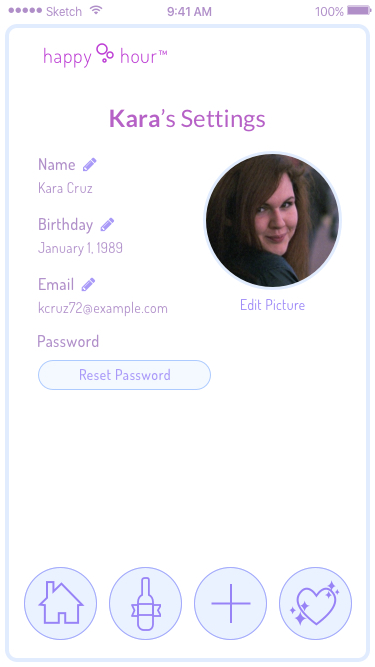 Sketch 9:41 AM 100%
happy hour™
Kara's Settings
Name
Kara Cruz
Birthday
January 1, 1989
Email
kcruz72@example.com
Edit Picture
Password
Reset Password